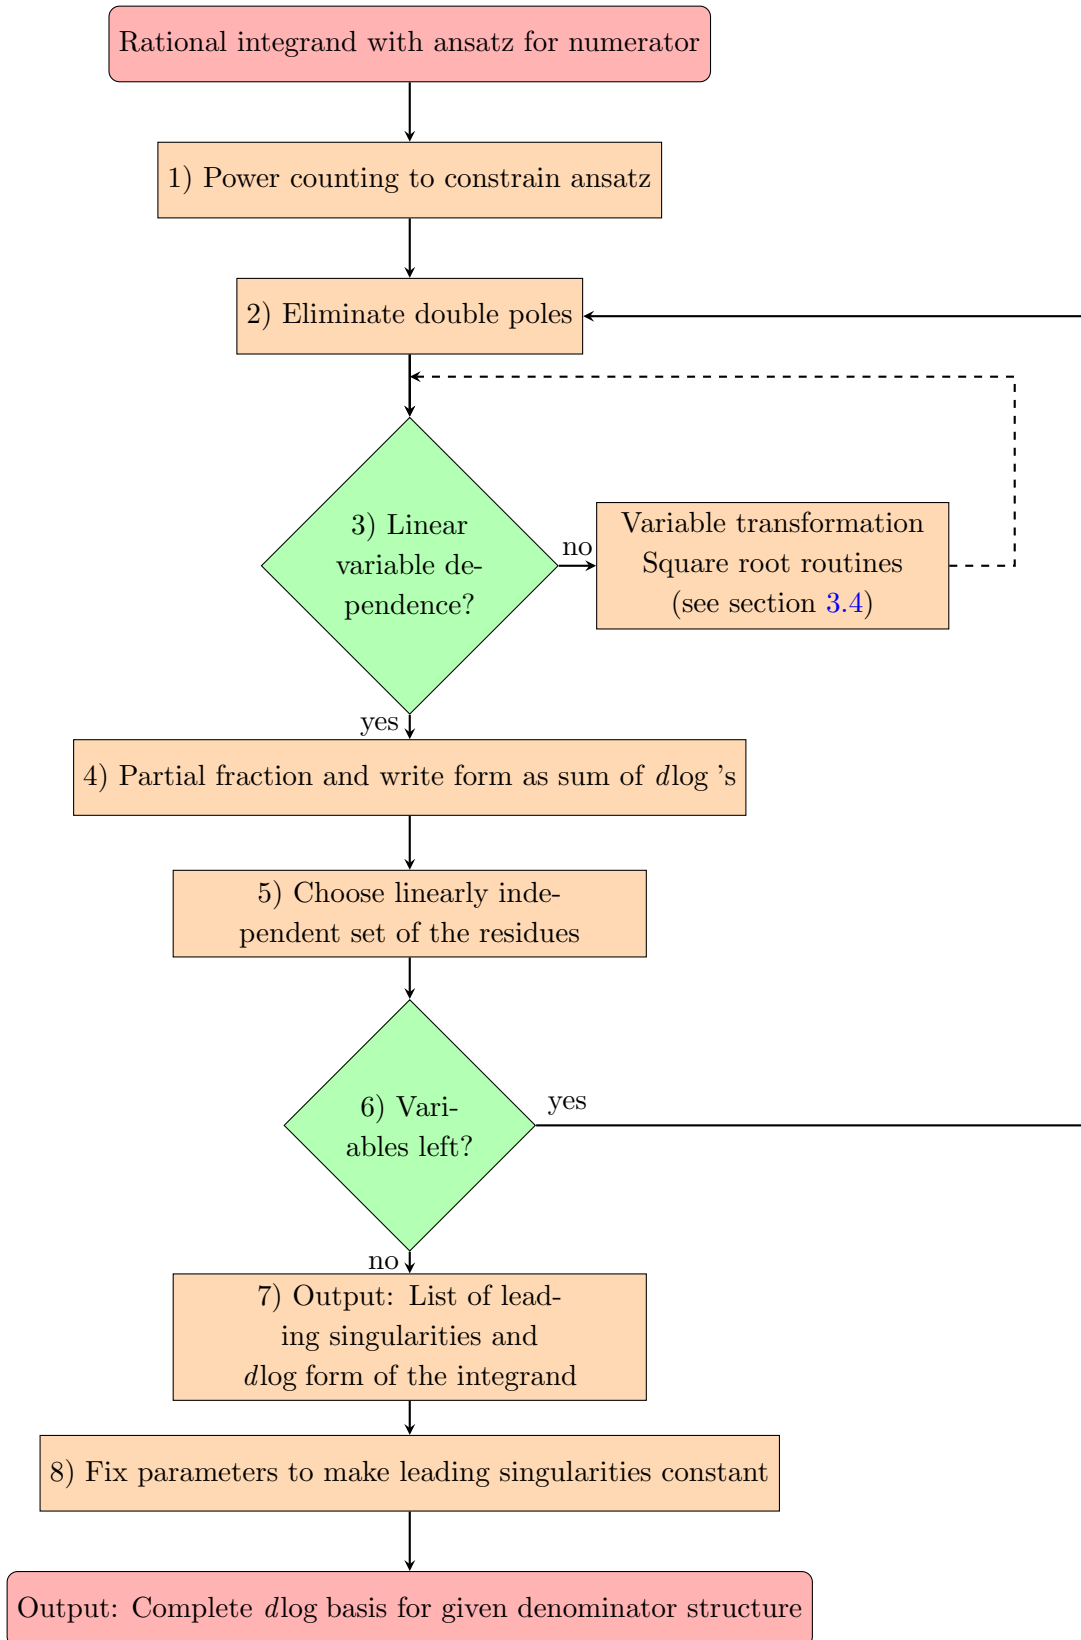 Rational integrand with ansatz for numerator
1) Power counting to constrain ansatz
2) Eliminate double poles
3) Linear
variable de-
pendence?
no
Variable transformation
Square root routines
(see section 3.4)
yes
4) Partial fraction and write form as sum of dlog 's
5) Choose linearly inde-
pendent set of the residues
6) Vari-
ables left?
yes
no
7) Output: List of lead-
ing singularities and
dlog form of the integrand
8) Fix parameters to make leading singularities constant
Output: Complete dlog basis for given denominator structure